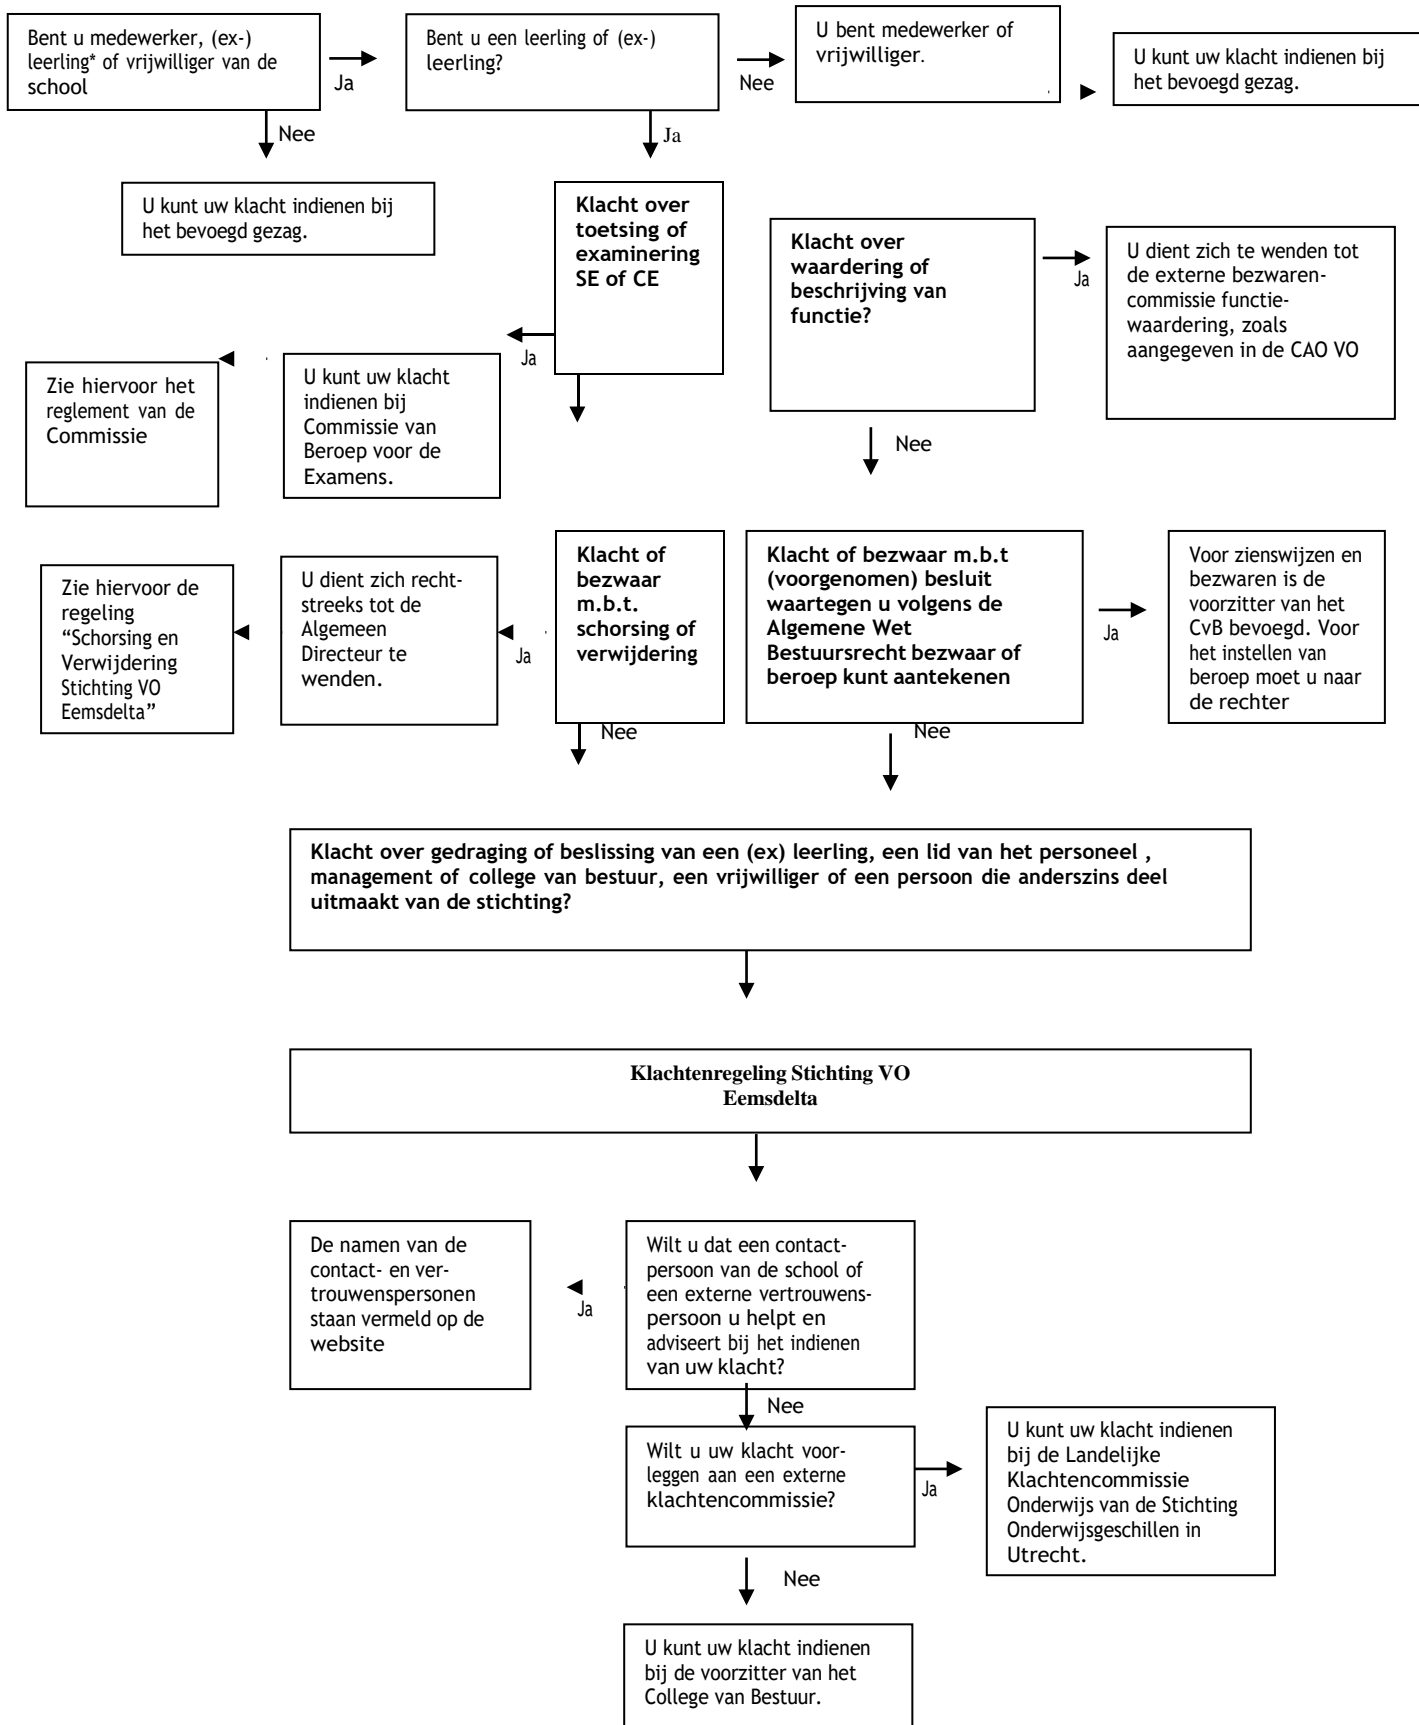 Bent u medewerker, (ex-)
leerling* of vrijwilliger van de
school
Ja
Bent u een leerling of (ex-)
leerling?
Nee
U bent medewerker of
vrijwilliger.
U kunt uw klacht indienen bij
het bevoegd gezag.
Nee
Ja
U kunt uw klacht indienen bij
het bevoegd gezag.
Klacht over
toetsing of
examinering
SE of CE
Klacht over
waardering of
beschrijving van
functie?
Ja
U dient zich te wenden tot
de externe bezwaren-
commissie functie-
waardering, zoals
aangegeven in de CAO VO
Ja
Zie hiervoor het
reglement van de
Commissie
U kunt uw klacht
indienen bij
Commissie van
Beroep voor de
Examens.
Nee
Zie hiervoor de
regeling
“Schorsing en
Verwijdering
Stichting VO
Eemsdelta”
U dient zich recht-
streeks tot de
Algemeen
Directeur te
wenden.
Ja
Klacht of
bezwaar
m.b.t.
schorsing of
verwijdering
Klacht of bezwaar m.b.t
(voorgenomen) besluit
waartegen u volgens de
Algemene Wet
Bestuursrecht bezwaar of
beroep kunt aantekenen
Ja
Voor zienswijzen en
bezwaren is de
voorzitter van het
CvB bevoegd. Voor
het instellen van
beroep moet u naar
de rechter
Nee
Nee
Klacht over gedraging of beslissing van een (ex) leerling, een lid van het personeel ,
management of college van bestuur, een vrijwilliger of een persoon die anderszins deel
uitmaakt van de stichting?
Klachtenregeling Stichting VO
Eemsdelta
De namen van de
contact- en ver-
trouwenspersonen
staan vermeld op de
website
Ja
Wilt u dat een contact-
persoon van de school of
een externe vertrouwens-
persoon u helpt en
adviseert bij het indienen
van uw klacht?
Nee
Wilt u uw klacht voor-
leggen aan een externe
klachtencommissie?
Ja
U kunt uw klacht indienen
bij de Landelijke
Klachtencommissie
Onderwijs van de Stichting
Onderwijsgeschillen in
Utrecht.
Nee
U kunt uw klacht indienen
bij de voorzitter van het
College van Bestuur.